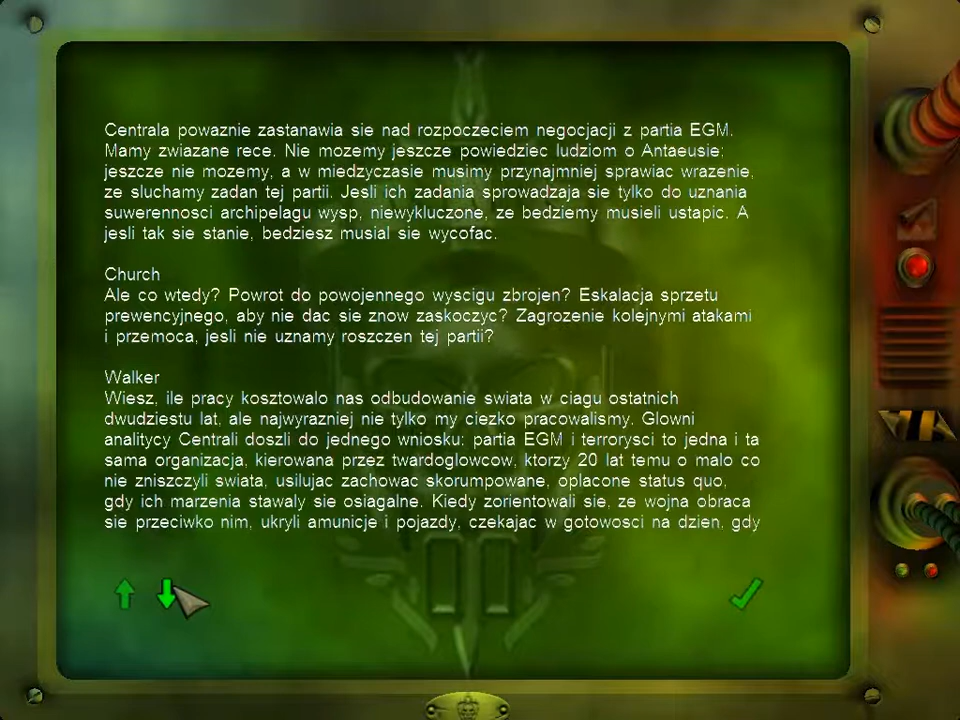 Centrala powaznie zastanawia sie nad rozpoczeciem negocjacji z partia EGM.
Mamy zwiazane rece. Nie mozemy jeszcze powiedziec ludziom o Antaeusie;
jeszcze nie mozemy, a w miedzyczasie musimy przynajmniej sprawiac wrazenie,
ze sluchamy zadan tej partii. Jesli ich zadania sprowadzaja sie tylko do uznania
suwerennosci archipelagu wysp, niewykluczone, ze bedziemy musieli ustapic. A
jesli tak sie stanie, bedziesz musial sie wycofac.
Church
Ale co wtedy? Powrot do powojennego wyscigu zbrojen? Eskalacja sprzetu
prewencyjnego, aby nie dac sie znow zaskoczyc? Zagrozenie kolejnymi atakami
i przemoca, jesli nie uznamy roszczen tej partii?
Walker
Wiesz, ile pracy kosztowalo nas odbudowanie swiata w ciagu ostatnich
dwudziestu lat, ale najwyrazniej nie tylko my ciezko pracowalismy. Glowni
analitycy Centrali doszli do jednego wniosku: partia EGM i terrorysci to jedna i ta
sama organizacja, kierowana przez twardoglowcow, ktorzy 20 lat temu o malo co
nie zniszczyli swiata, usilujac zachowac skorumpowane, oplacone status quo,
gdy ich marzenia stawaly sie osiagalne. Kiedy zorientowali sie, ze wojna obraca
sie przeciwko nim, ukryli amunicje i pojazdy, czekajac w gotowosci na dzien, gdy